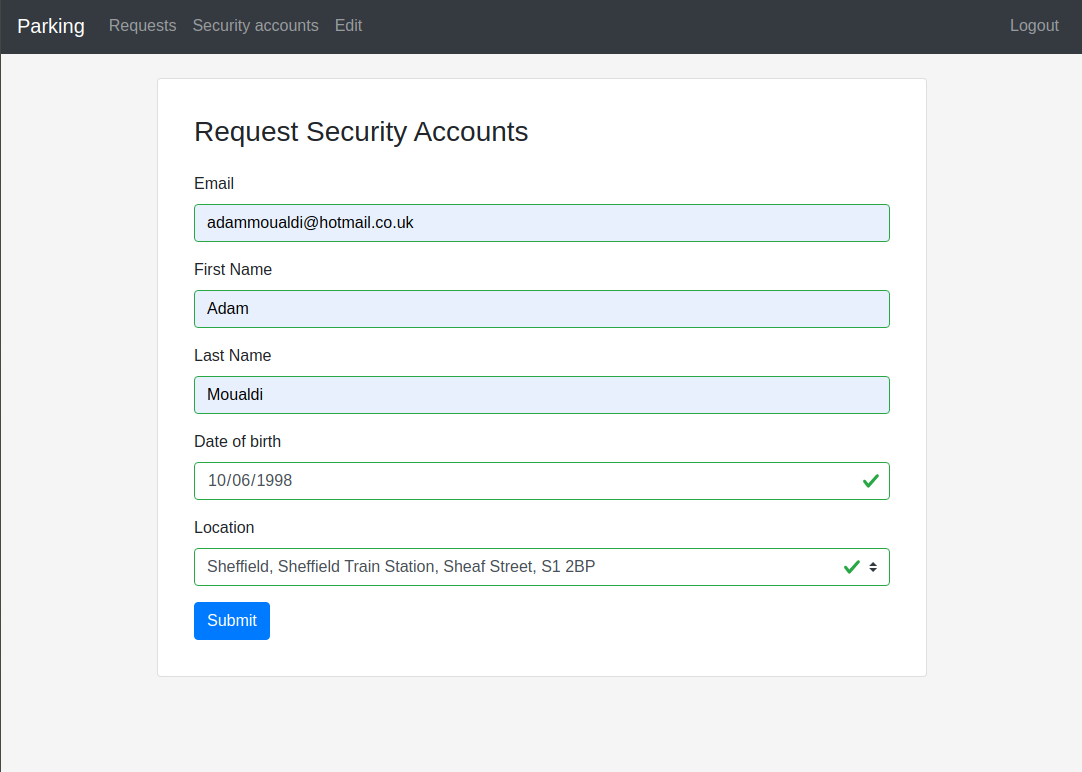 Parking Requests Security accounts Edit Logout
Request Security Accounts
Email
adammoualdi@hotmail.co.uk
First Name
Adam
Last Name
Moualdi
Date of birth
10/06/1998
Location
Sheffield, Sheffield Train Station, Sheaf Street, S1 2BP
Submit